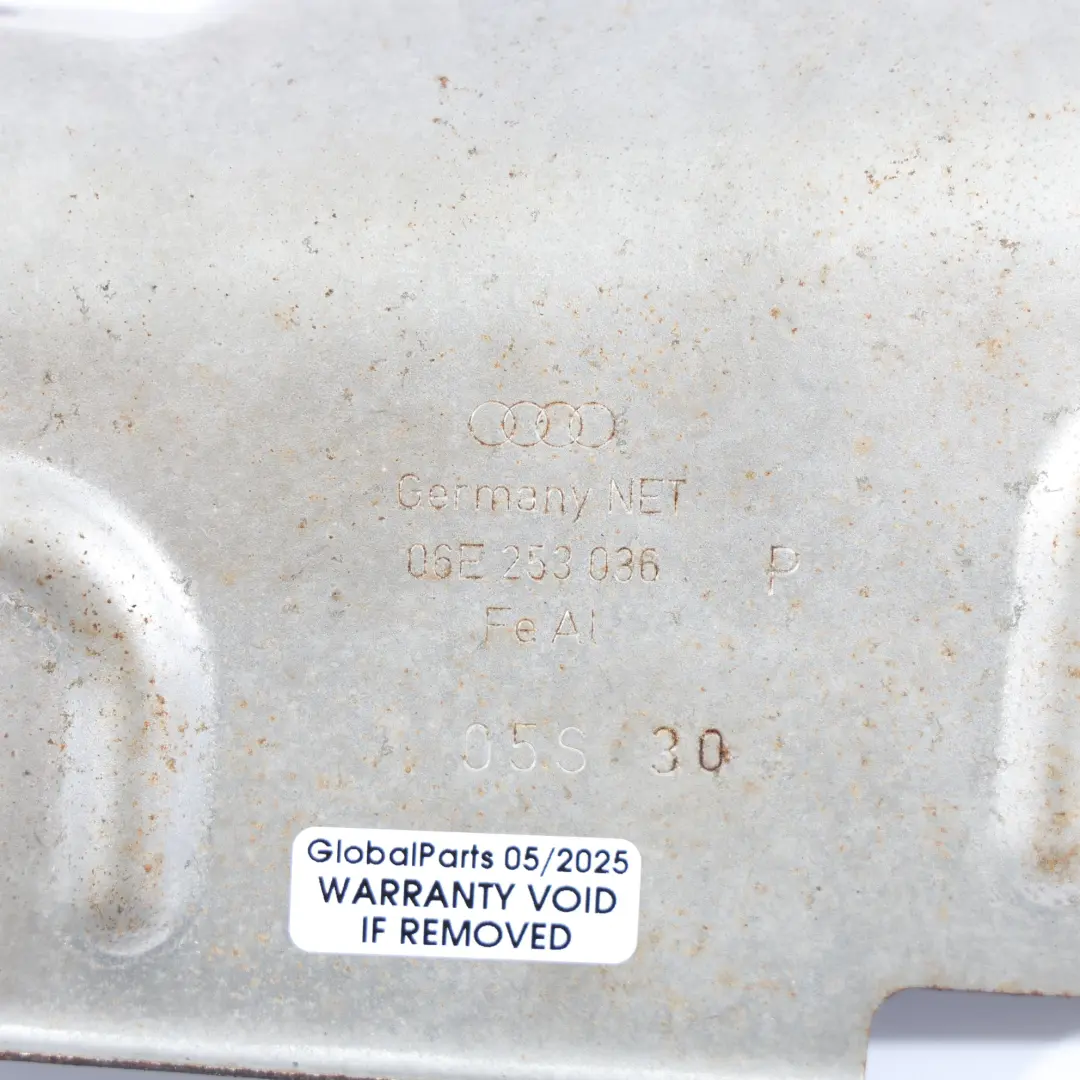 Germany NET
06E 253 036 P
Fe Al
05S 30
GlobalParts 05/2025
WARRANTY VOID
IF REMOVED